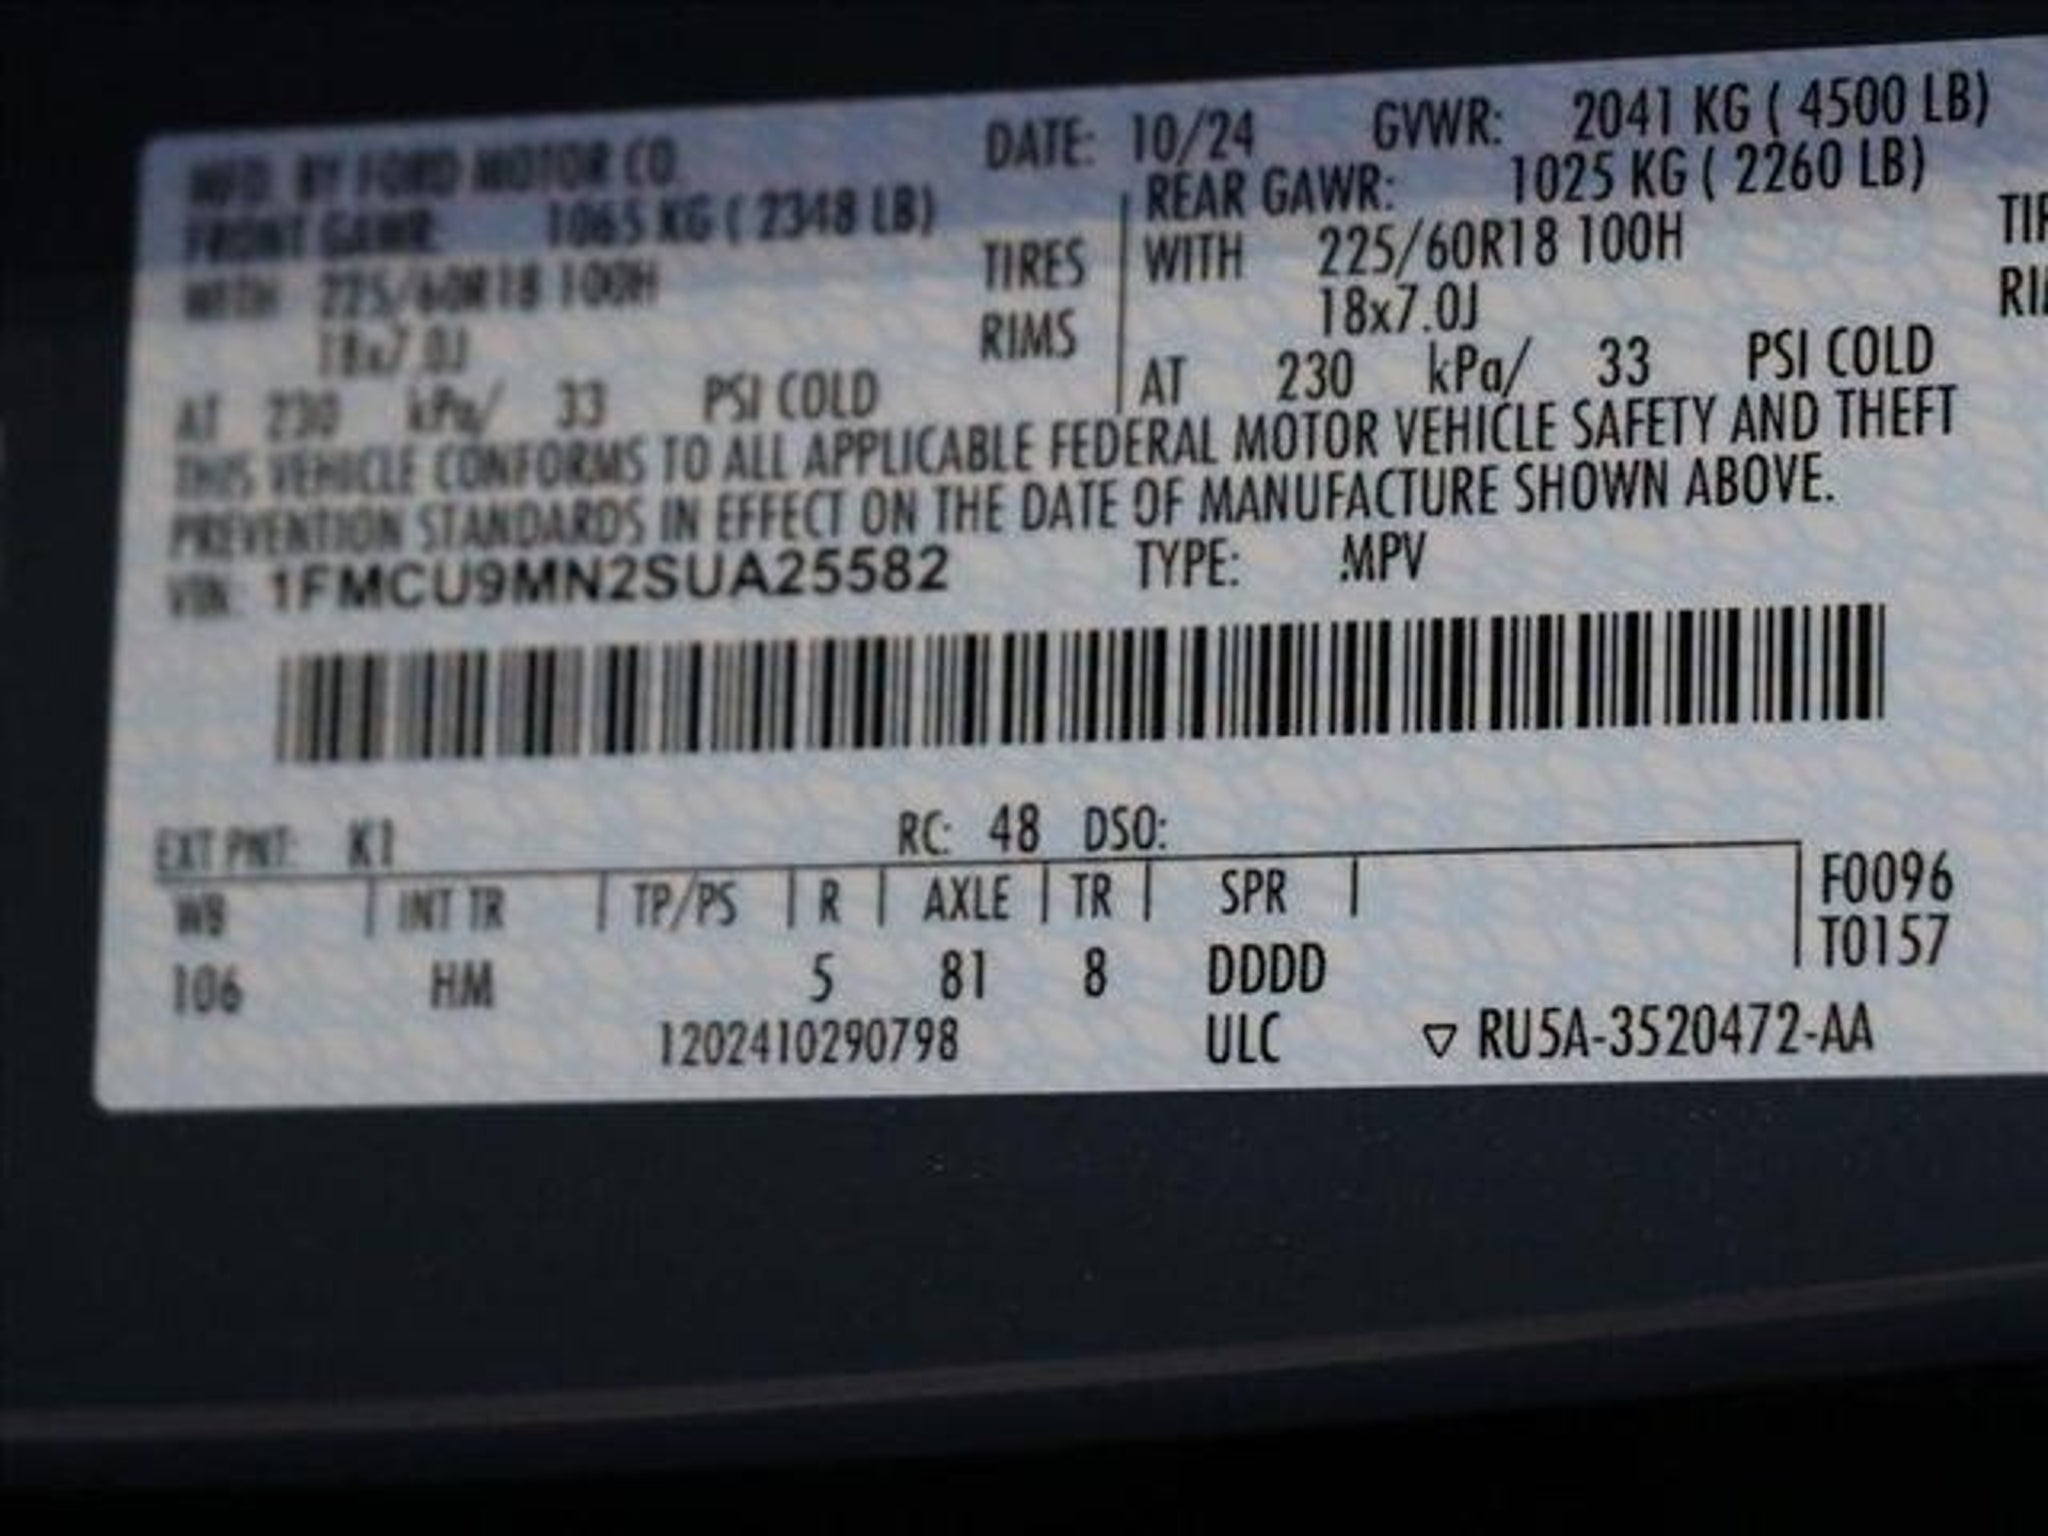 MFD. BY FORD MOTOR CO. DATE: 10/24 GVWR: 2041 KG ( 4500 LB)
FRONT GAWR: 1065 KG ( 2348 LB) REAR GAWR: 1025 KG ( 2260 LB)
WITH 225/60R18 100H TIRES WITH 225/60R18 100H TIR
18x7.0J RIMS 18x7.0J RI
AT 230 kPa/ 33 PSI COLD AT 230 kPa/ 33 PSI COLD
THIS VEHICLE CONFORMS TO ALL APPLICABLE FEDERAL MOTOR VEHICLE SAFETY AND THEFT
PREVENTION STANDARDS IN EFFECT ON THE DATE OF MANUFACTURE SHOWN ABOVE.
VIN: 1FMCU9MN2SUA25582 TYPE: MPV
EXT PNT: K1 RC: 48 DSO:
WB INT TR TP/PS R AXLE TR SPR F0096
T0157
106 HM 5 81 8 DDDD
1202410290798 ULC ▽ RU5A-3520472-AA